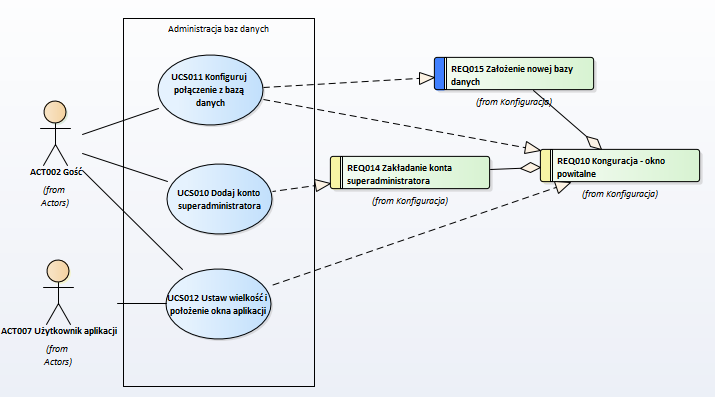 Administracja baz danych
UCS011 Konfiguruj
połączenie z bazą
danych
REQ015 Założenie nowej bazy
danych
(from Konfiguracja)
ACT002 Gość
(from
Actors)
UCS010 Dodaj konto
superadministratora
REQ014 Zakładanie konta
superadministratora
(from Konfiguracja)
REQ010 Konguracja - okno
powitalne
(from Konfiguracja)
UCS012 Ustaw wielkość i
położenie okna aplikacji
ACT007 Użytkownik aplikacji
(from
Actors)